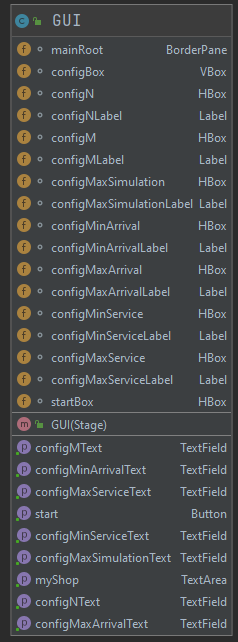 GUI
mainRoot BorderPane
configBox VBox
configN HBox
configNLabel Label
configM HBox
configMLabel Label
configMaxSimulation HBox
configMaxSimulationLabel Label
configMinArrival HBox
configMinArrivalLabel Label
configMaxArrival HBox
configMaxArrivalLabel Label
configMinService HBox
configMinServiceLabel Label
configMaxService HBox
configMaxServiceLabel Label
startBox HBox
GUI(Stage)
configMText TextField
configMinArrivalText TextField
configMaxServiceText TextField
start Button
configMinServiceText TextField
configMaxSimulationText TextField
myShop TextArea
configNText TextField
configMaxArrivalText TextField